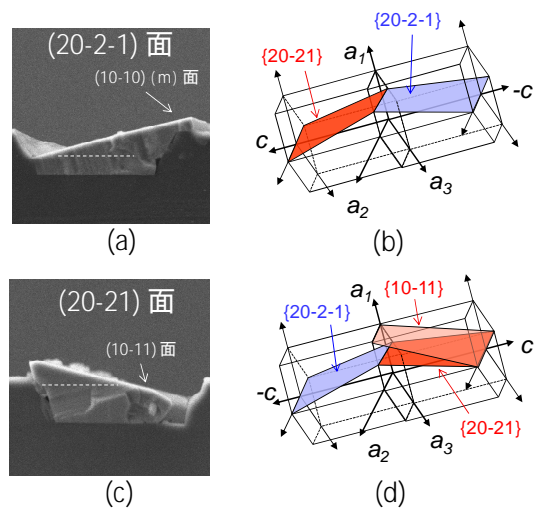 (20-2-1) 面
(10-10) (m) 面
(a)
{20-21}
{20-2-1}
a1
-c
c
a2
a3
(b)
(20-21) 面
(10-11) 面
(c)
{20-2-1}
a1
{10-11}
c
-c
a2
a3
{20-21}
(d)